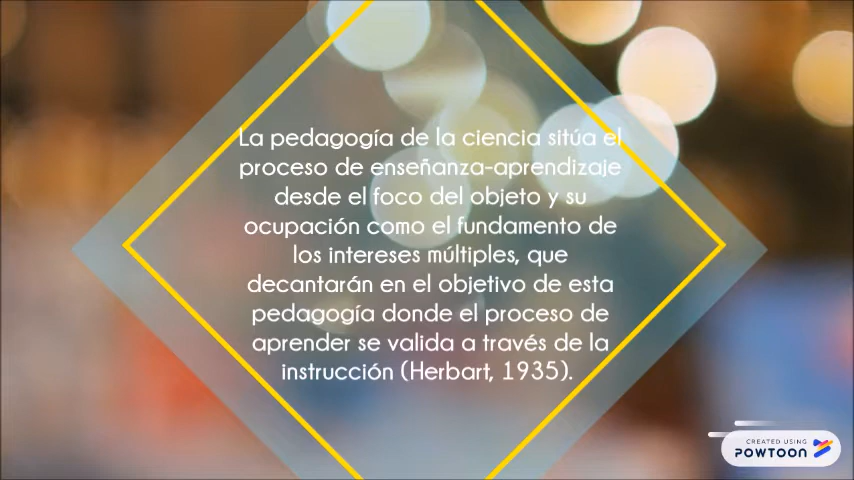 La pedagogía de la ciencia sitúa el
proceso de enseñanza-aprendizaje
desde el foco del objeto y su
ocupación como el fundamento de
los intereses múltiples, que
decantarán en el objetivo de esta
pedagogía donde el proceso de
aprender se valida a través de la
instrucción (Herbart, 1935).
CREATED USING
POWTOON